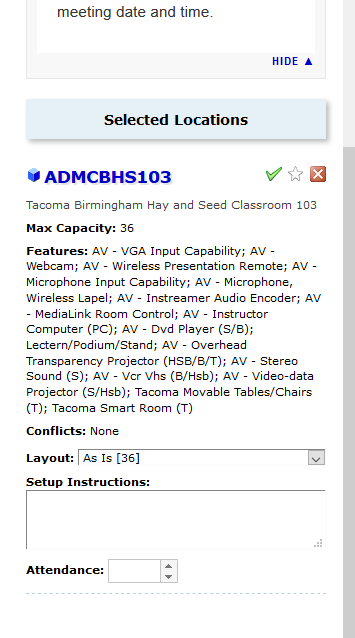 meeting date and time.
HIDE ▲
Selected Locations
ADMCBHS103
Tacoma Birmingham Hay and Seed Classroom 103
Max Capacity: 36
Features: AV - VGA Input Capability; AV -
Webcam; AV - Wireless Presentation Remote; AV -
Microphone Input Capability; AV - Microphone,
Wireless Lapel; AV - Instreamer Audio Encoder; AV
- MediaLink Room Control; AV - Instructor
Computer (PC); AV - Dvd Player (S/B);
Lectern/Podium/Stand; AV - Overhead
Transparency Projector (HSB/B/T); AV - Stereo
Sound (S); AV - Vcr Vhs (B/Hsb); AV - Video-data
Projector (S/Hsb); Tacoma Movable Tables/Chairs
(T); Tacoma Smart Room (T)
Conflicts: None
Layout: As Is [36]
Setup Instructions:
Attendance: